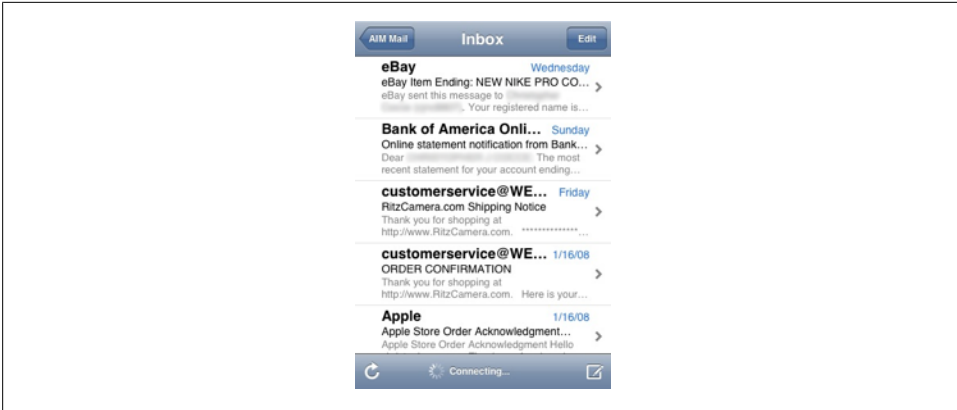 AIM Mail Inbox Edit
eBay Wednesday
eBay Item Ending: NEW NIKE PRO CO...
eBay sent this message to
. Your registered name is...
Bank of America Onli... Sunday
Online statement notification from Bank...
Dear The most
recent statement for your account ending...
customerservice@WE... Friday
RitzCamera.com Shipping Notice
Thank you for shopping at
http://www.RitzCamera.com. **************...
customerservice@WE... 1/16/08
ORDER CONFIRMATION
Thank you for shopping at
http://www.RitzCamera.com. Here is your...
Apple 1/16/08
Apple Store Order Acknowledgment...
Apple Store Order Acknowledgment Hello
Connecting...